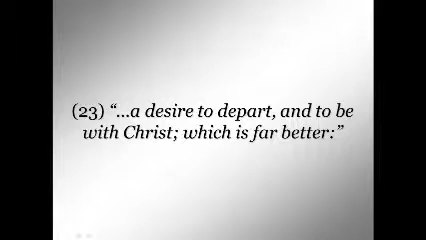 (23) “...a desire to depart, and to be
with Christ; which is far better:”